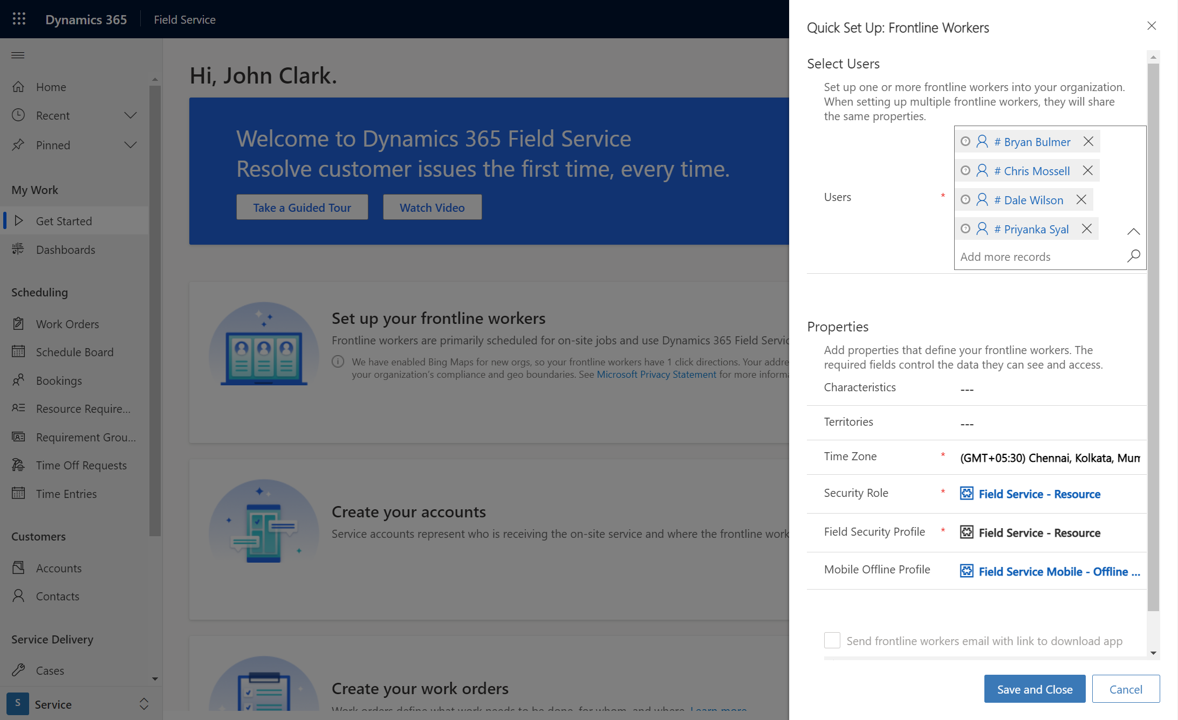 Dynamics 365
Field Service
Home
Recent
Pinned
My Work
Get Started
Dashboards
Scheduling
Work Orders
Schedule Board
Bookings
Resource Require...
Requirement Grou...
Time Off Requests
Time Entries
Customers
Accounts
Contacts
Service Delivery
Cases
S
Service
Hi, John Clark.
Welcome to Dynamics 365 Field Service
Resolve customer issues the first time, every time.
Take a Guided Tour
Watch Video
Set up your frontline workers
Frontline workers are primarily scheduled for on-site jobs and use Dynamics 365 Field Servic
We have enabled Bing Maps for new orgs, so your frontline workers have 1 click directions. Your addre
your organization's compliance and geo boundaries. See Microsoft Privacy Statement for more informa
Create your accounts
Service accounts represent who is receiving the on-site service and where the frontline work
Create your work orders
Work orders define what work needs to be done, for whom, and where. Learn more
Quick Set Up: Frontline Workers
Select Users
Set up one or more frontline workers into your organization.
When setting up multiple frontline workers, they will share
the same properties.
Users *
# Bryan Bulmer
# Chris Mossell
# Dale Wilson
# Priyanka Syal
Add more records
Properties
Add properties that define your frontline workers. The
required fields control the data they can see and access.
Characteristics ---
Territories ---
Time Zone * (GMT+05:30) Chennai, Kolkata, Mum
Security Role * Field Service - Resource
Field Security Profile * Field Service - Resource
Mobile Offline Profile Field Service Mobile - Offline ...
Send frontline workers email with link to download app
Save and Close
Cancel